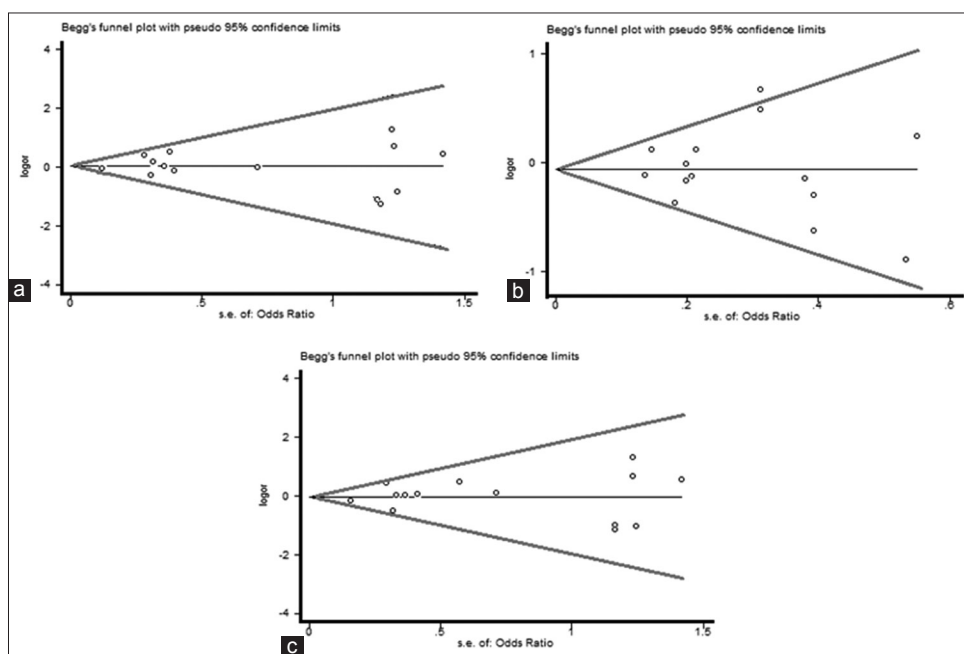 Begg's funnel plot with pseudo 95% confidence limits
4
2
0
-2
-4
logor
0
.5
1
1.5
s.e. of: Odds Ratio
a
Begg's funnel plot with pseudo 95% confidence limits
1
0
-1
logor
0
.2
.4
.6
s.e. of: Odds Ratio
b
Begg's funnel plot with pseudo 95% confidence limits
4
2
0
-2
-4
logor
0
.5
1
1.5
s.e. of: Odds Ratio
c